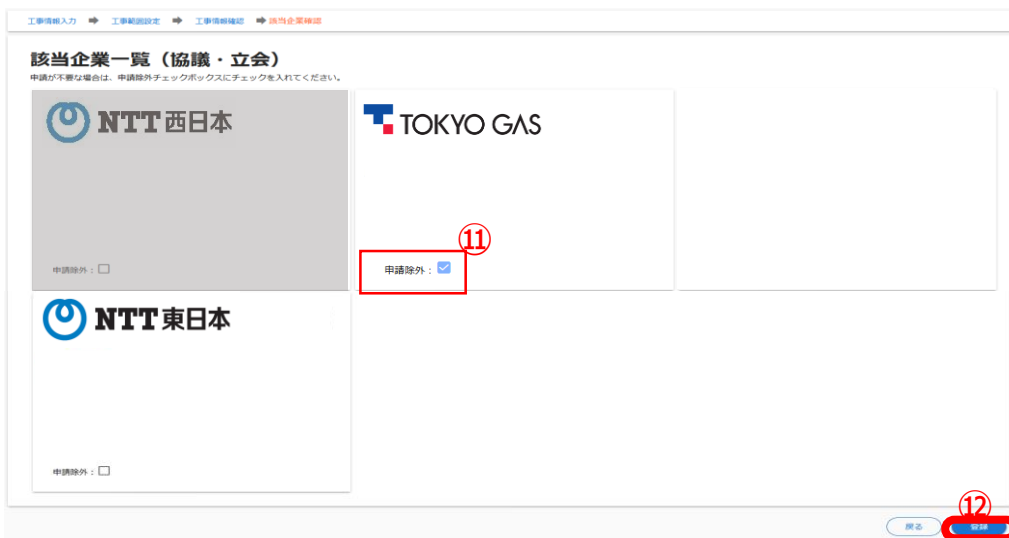 工事情報入力 ➡ 工事範囲設定 ➡ 工事情報確認 ➡ 該当企業確認
該当企業一覧（協議・立会）
申請が不要な場合は、申請除外チェックボックスにチェックを入れてください。
NTT西日本
TOKYO GAS
⑪
申請除外：
申請除外：
NTT東日本
申請除外：
⑫
戻る
登録